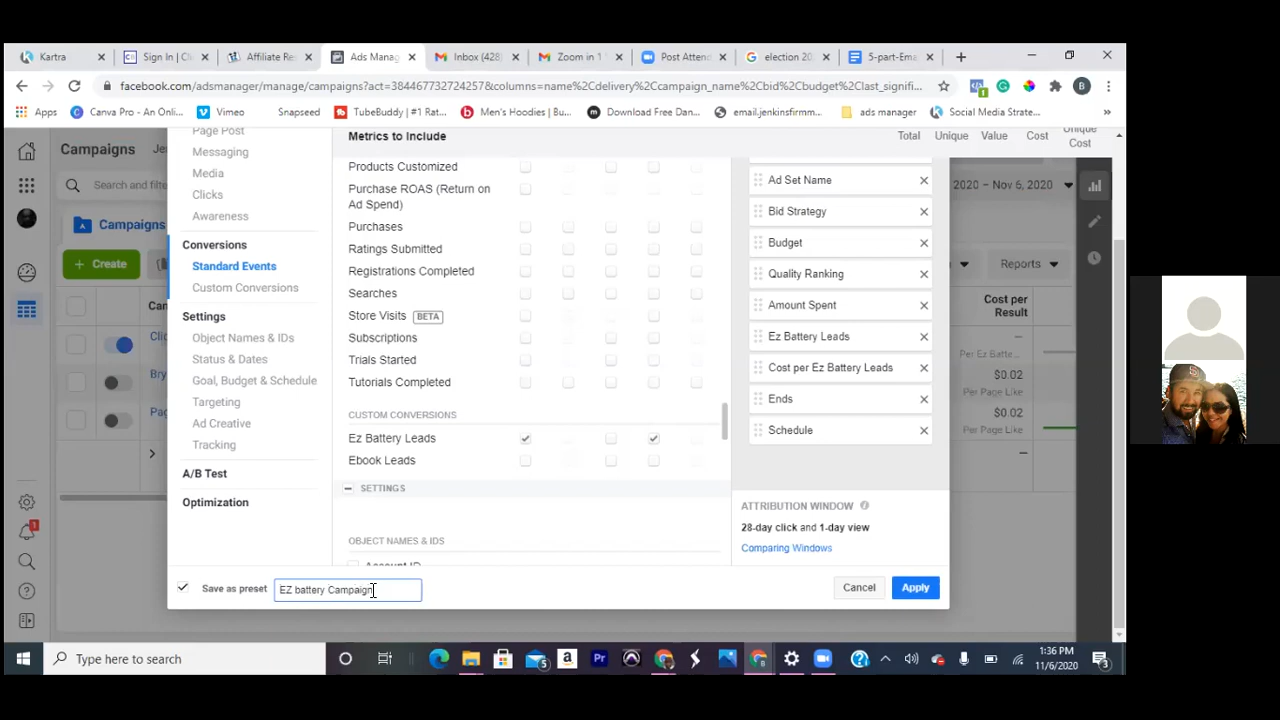 Kartra
Sign In | Cli
Affiliate Res
Ads Manag
Inbox (428)
Zoom in 1
Post Attend
election 20
5-part-Ema
facebook.com/adsmanager/manage/campaigns?act=3844677327242578&columns=name%2Cdelivery%2Ccampaign_name%2Cbid%2Cbudget%2Clast_signifi...
B
Apps
Canva Pro - An Onli...
Vimeo
Snapseed
TubeBuddy | #1 Rat...
Men's Hoodies | Bu...
Download Free Dan...
email.jenkinsfirmm...
ads manager
Social Media Strate...
Campaigns
Page Post
Messaging
Media
Clicks
Awareness
Conversions
Standard Events
Custom Conversions
Settings
Object Names & IDs
Status & Dates
Goal, Budget & Schedule
Targeting
Ad Creative
Tracking
A/B Test
Optimization
Metrics to Include
Total
Unique
Value
Cost
Unique Cost
Products Customized
Purchase ROAS (Return on
Ad Spend)
Purchases
Ratings Submitted
Registrations Completed
Searches
Store Visits BETA
Subscriptions
Trials Started
Tutorials Completed
CUSTOM CONVERSIONS
Ez Battery Leads
Ebook Leads
SETTINGS
OBJECT NAMES & IDS
Account ID
Ad Set Name
Bid Strategy
Budget
Quality Ranking
Amount Spent
Ez Battery Leads
Cost per Ez Battery Leads
Ends
Schedule
ATTRIBUTION WINDOW
28-day click and 1-day view
Comparing Windows
Save as preset
EZ battery Campaign
Cancel
Apply
Search and filte
2020 – Nov 6, 2020
Campaigns
+ Create
Reports
Cost per
Result
Per Ez Batte...
$0.02
Per Page Like
$0.02
Per Page Like
Type here to search
1:36 PM
11/6/2020